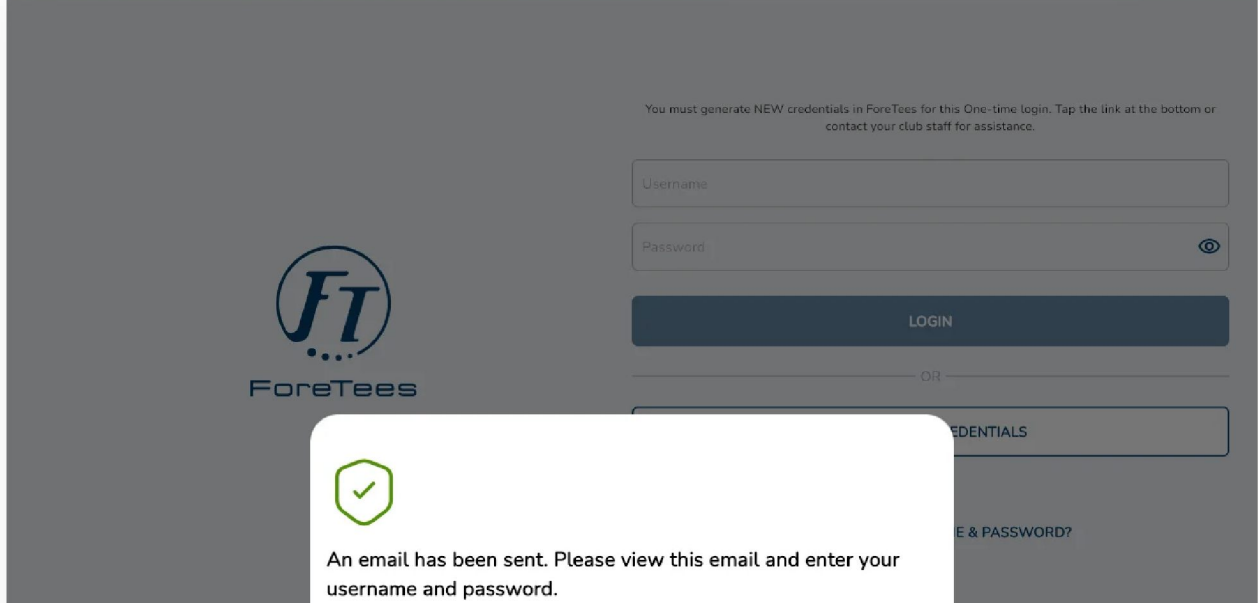 You must generate NEW credentials in ForeTees for this One-time login. Tap the link at the bottom or
contact your club staff for assistance.
Username
Password
FT
ForeTees
LOGIN
OR
EDENTIALS
E & PASSWORD?
An email has been sent. Please view this email and enter your
username and password.